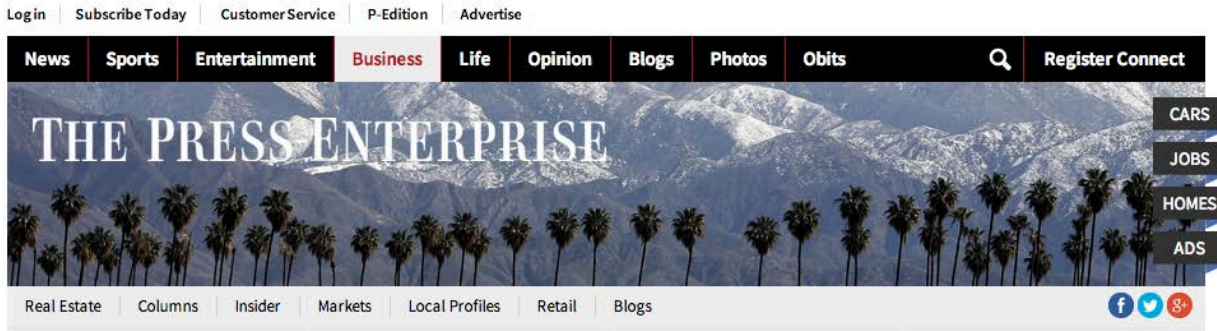 Log in Subscribe Today Customer Service P-Edition Advertise
News Sports Entertainment Business Life Opinion Blogs Photos Obits Register Connect
THE PRESS ENTERPRISE
CARS
JOBS
HOMES
ADS
Real Estate Columns Insider Markets Local Profiles Retail Blogs
f 8+